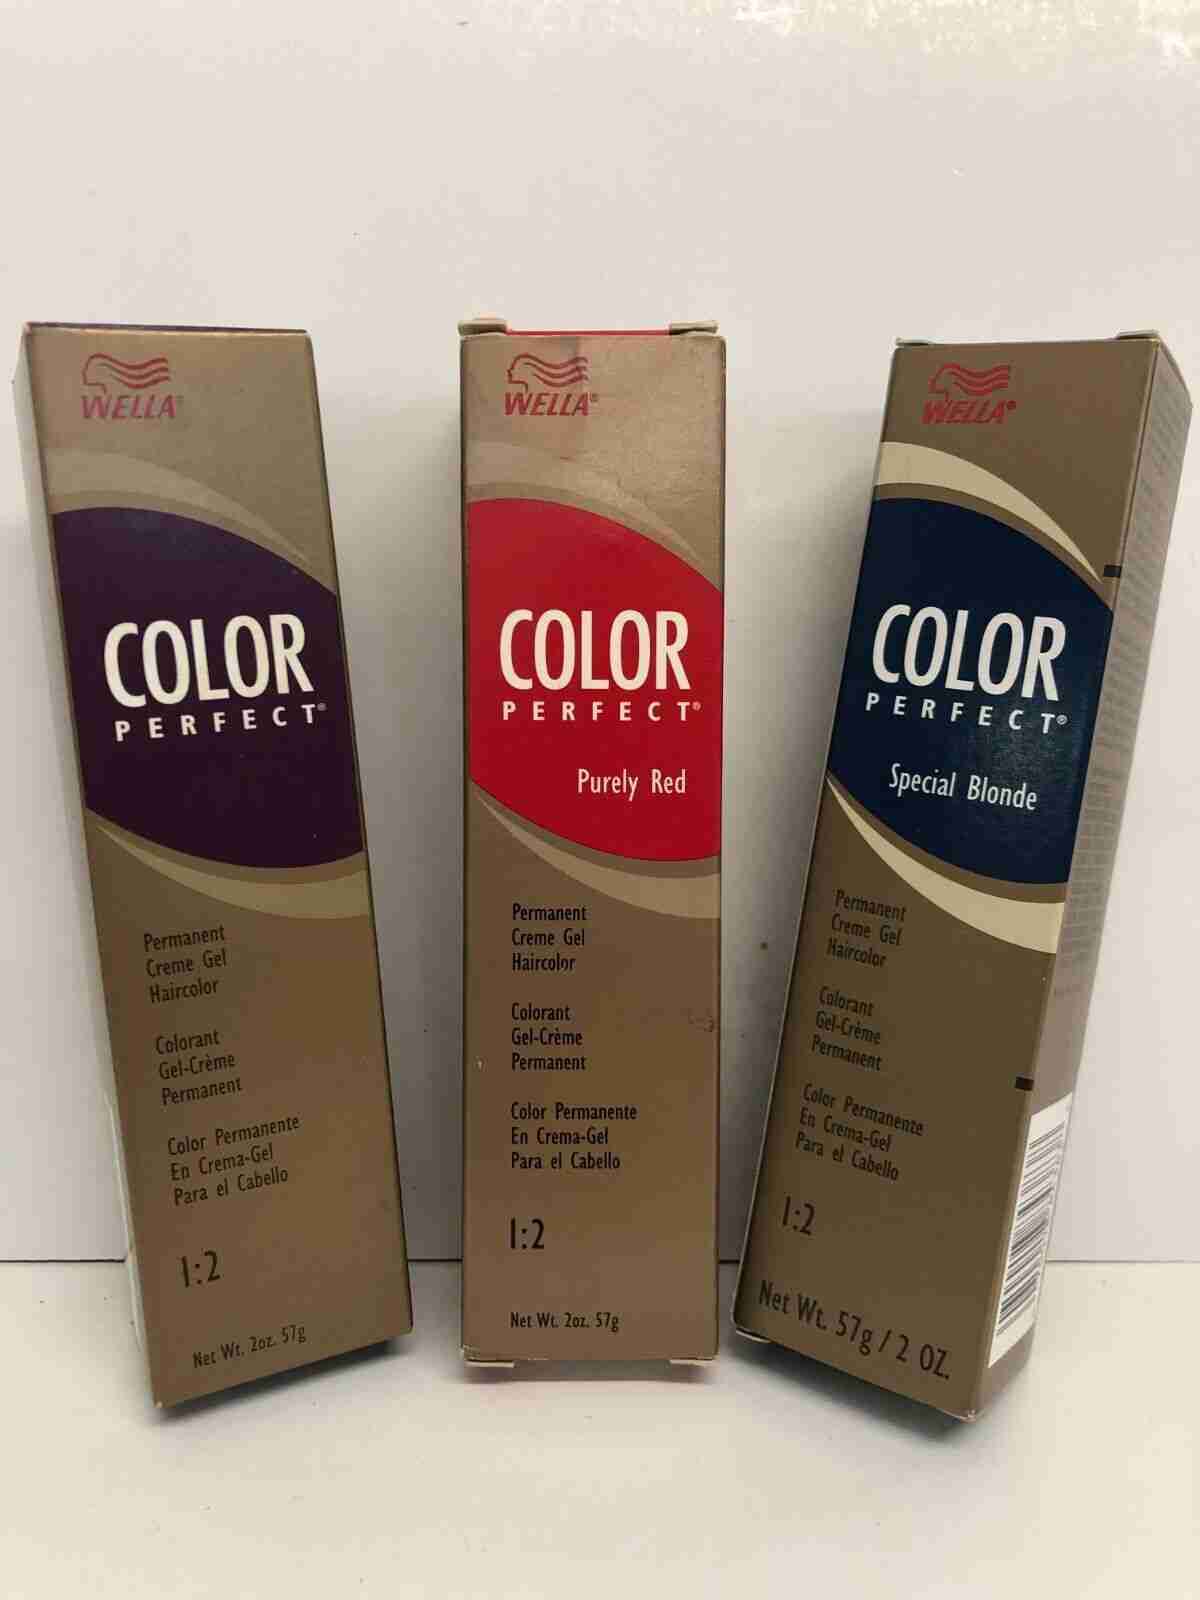 WELLA®
COLOR
PERFECT®
Permanent
Creme Gel
Haircolor
Colorant
Gel-Crème
Permanent
Color Permanente
En Crema-Gel
Para el Cabello
1:2
Net Wt. 2oz. 57g
WELLA®
COLOR
PERFECT®
Purely Red
Permanent
Creme Gel
Haircolor
Colorant
Gel-Crème
Permanent
Color Permanente
En Crema-Gel
Para el Cabello
1:2
Net Wt. 2oz. 57g
WELLA®
COLOR
PERFECT®
Special Blonde
Permanent
Creme Gel
Haircolor
Colorant
Gel-Crème
Permanent
Color Permanente
En Crema-Gel
Para el Cabello
1:2
Net Wt. 57g / 2 OZ.